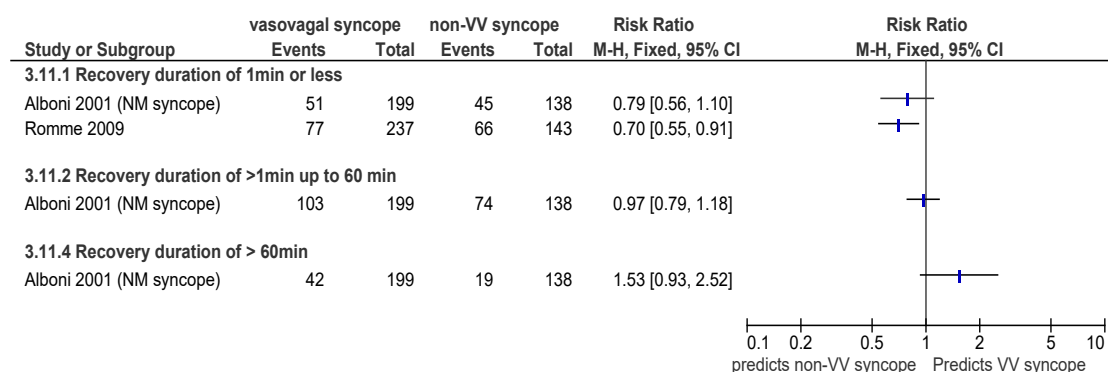 vasovagal syncope non-VV syncope Risk Ratio Risk Ratio
Study or Subgroup Events Total Events Total M-H, Fixed, 95% CI M-H, Fixed, 95% CI
3.11.1 Recovery duration of 1min or less
Alboni 2001 (NM syncope) 51 199 45 138 0.79 [0.56, 1.10]
Romme 2009 77 237 66 143 0.70 [0.55, 0.91]
3.11.2 Recovery duration of >1min up to 60 min
Alboni 2001 (NM syncope) 103 199 74 138 0.97 [0.79, 1.18]
3.11.4 Recovery duration of > 60min
Alboni 2001 (NM syncope) 42 199 19 138 1.53 [0.93, 2.52]
0.1 0.2 0.5 1 2 5 10
predicts non-VV syncope Predicts VV syncope